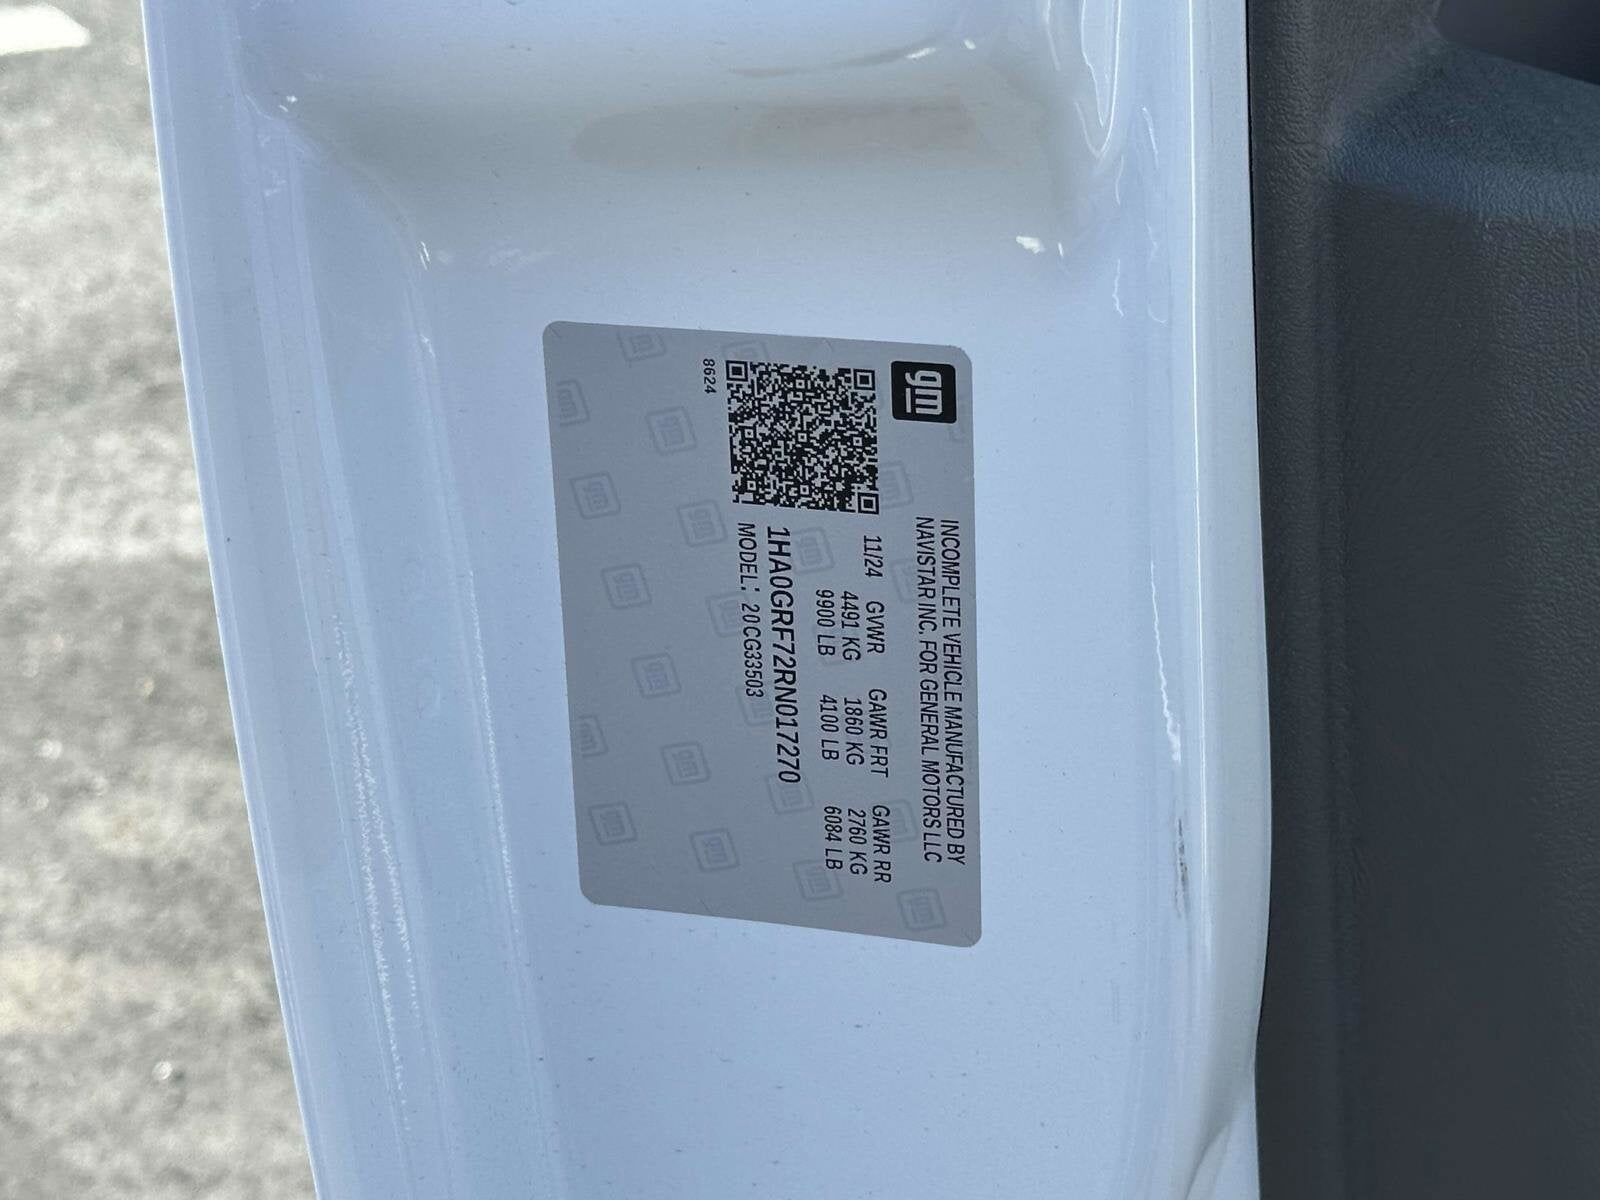 gm
INCOMPLETE VEHICLE MANUFACTURED BY
NAVISTAR INC. FOR GENERAL MOTORS LLC
11/24 GVWR GAWR FRT GAWR RR
4491 KG 1860 KG 2760 KG
9900 LB 4100 LB 6084 LB
1HA0GRF72RN017270
MODEL: 20CG33503
8624